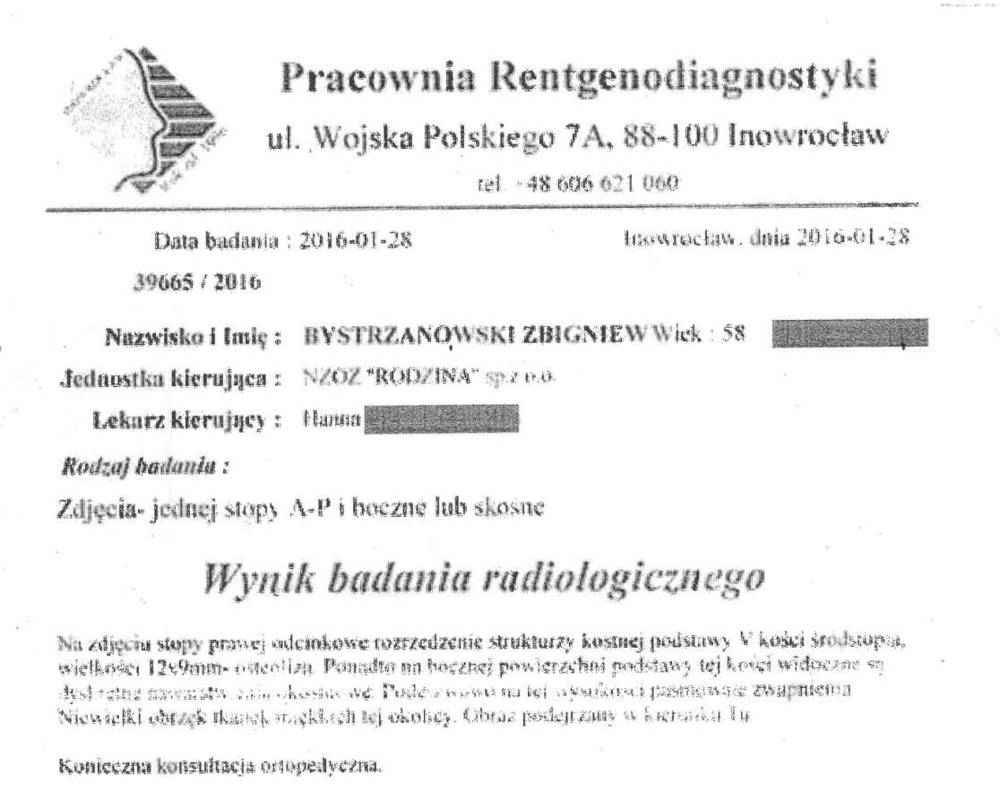 Pracownia Rentgenodiagnostyki
ul. Wojska Polskiego 7A, 88-100 Inowrocław
tel. +48 606 621 060
Data badania : 2016-01-28
Inowrocław, dnia 2016-01-28
39665 / 2016
Nazwisko i Imię : BYSTRZANOWSKI ZBIGNIEW Wiek : 58
Jednostka kierująca : NZOZ "RODZINA" sp.z o.o.
Lekarz kierujący : Hanna
Rodzaj badania :
Zdjęcia- jednej stopy A-P i boczne lub skosne
Wynik badania radiologicznego
Na zdjęciu stopy prawej odcinkowe rozrzedzenie strukturzy kostnej podstawy V kości śródstopia,
wielkości 12x9mm- osteoliza. Ponadto na bocznej powierzchni podstawy tej kości widoczne są
dyskretne nawarstwienia okostnowe. na tej wysokości pasmowate zwapnienia
Niewielki obrzęk tkanek miękkich tej okolicy. Obraz podejrzany w kierunku Tu
Konieczna konsultacja ortopedyczna.